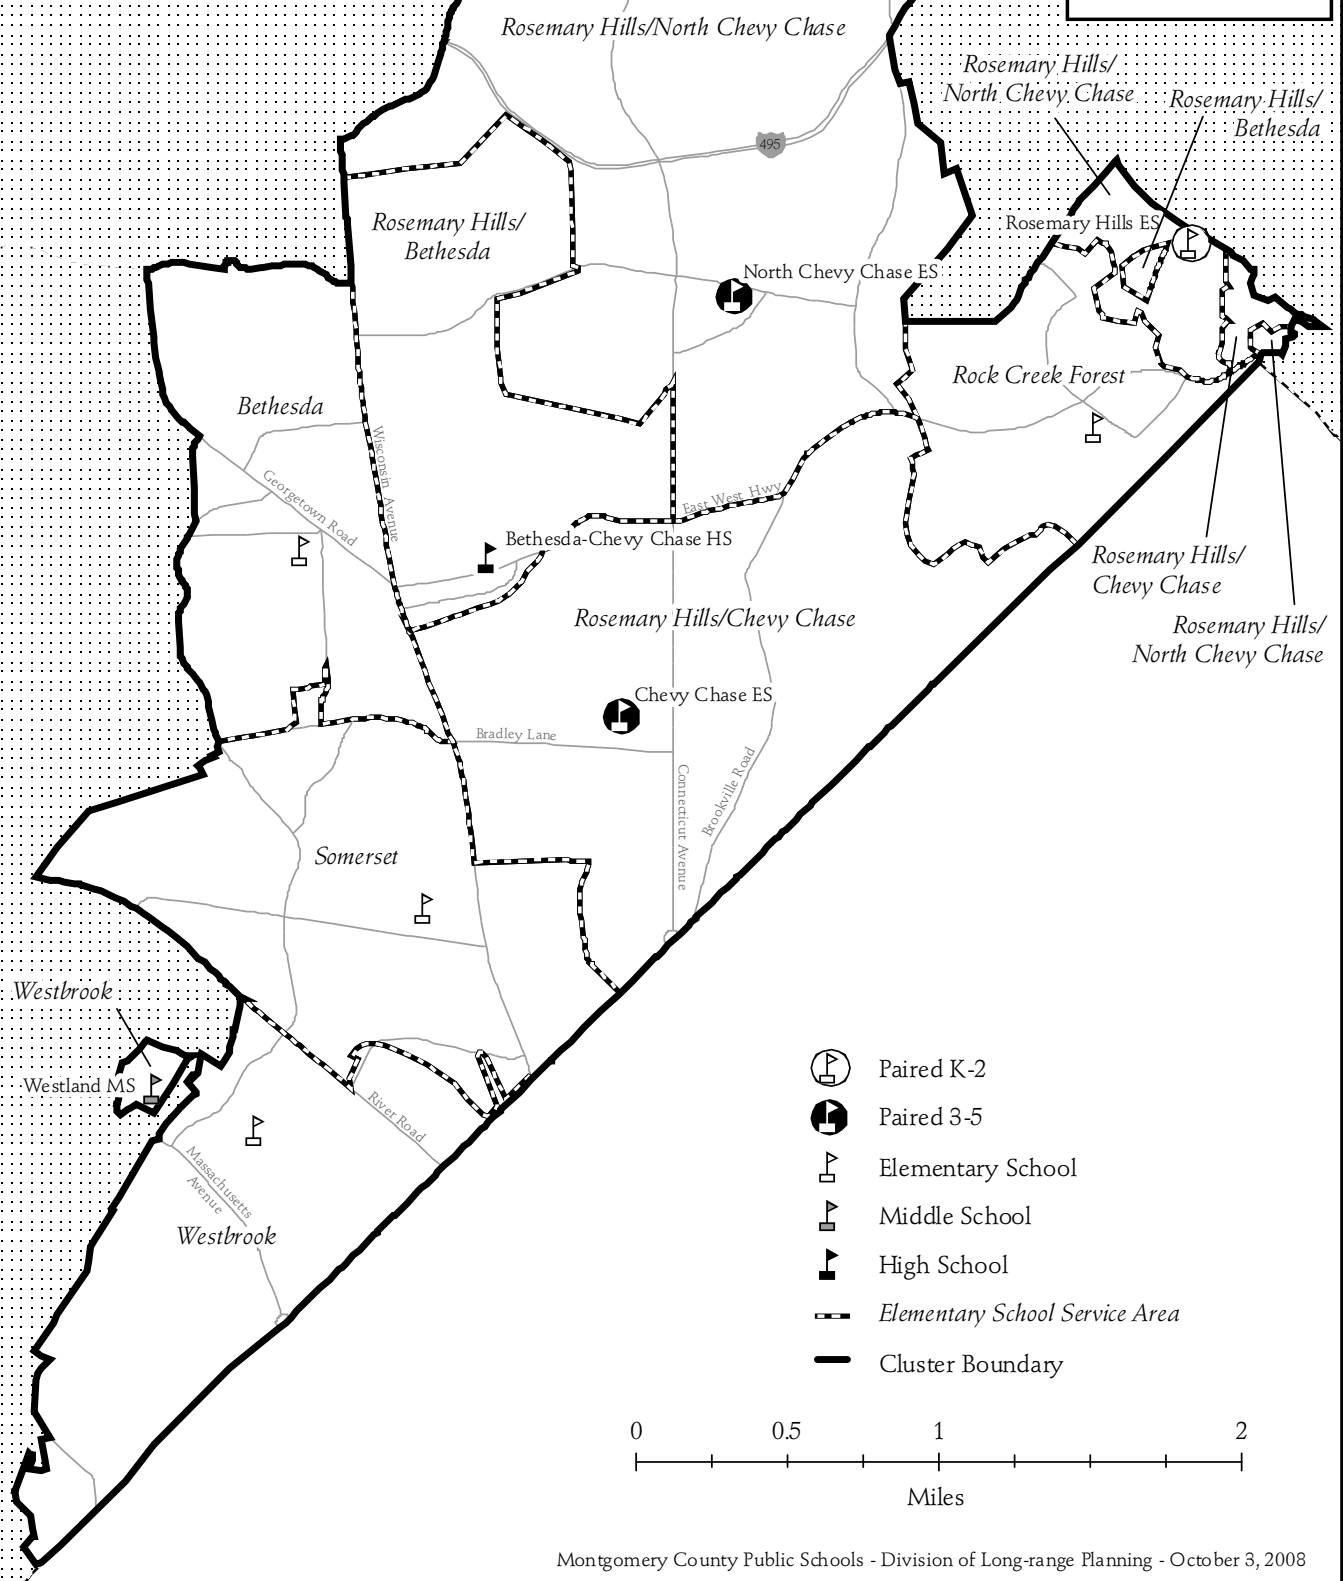 Rosemary Hills/North Chevy Chase
Rosemary Hills/
North Chevy Chase
Rosemary Hills/
Bethesda
495
Rosemary Hills/
Bethesda
Rosemary Hills ES
North Chevy Chase ES
Rock Creek Forest
Bethesda
Wisconsin Avenue
Georgetown Road
East West Hwy
Bethesda-Chevy Chase HS
Rosemary Hills/
Chevy Chase
Rosemary Hills/Chevy Chase
Rosemary Hills/
North Chevy Chase
Chevy Chase ES
Bradley Lane
Connecticut Avenue
Brookville Road
Somerset
Westbrook
Westland MS
River Road
Massachusetts
Avenue
Westbrook
Paired K-2
Paired 3-5
Elementary School
Middle School
High School
Elementary School Service Area
Cluster Boundary
0 0.5 1 2
Miles
Montgomery County Public Schools - Division of Long-range Planning - October 3, 2008